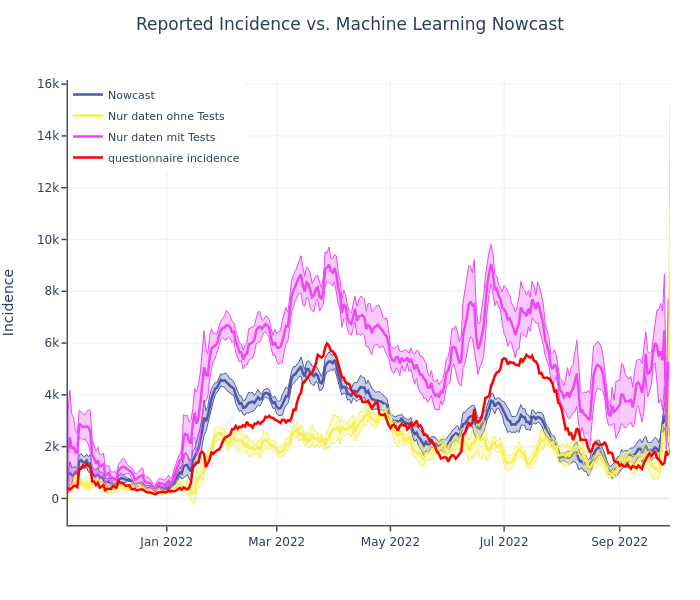 Reported Incidence vs. Machine Learning Nowcast
16k
14k
12k
10k
8k
6k
4k
2k
0
Incidence
Nowcast
Nur daten ohne Tests
Nur daten mit Tests
questionnaire incidence
Jan 2022
Mar 2022
May 2022
Jul 2022
Sep 2022